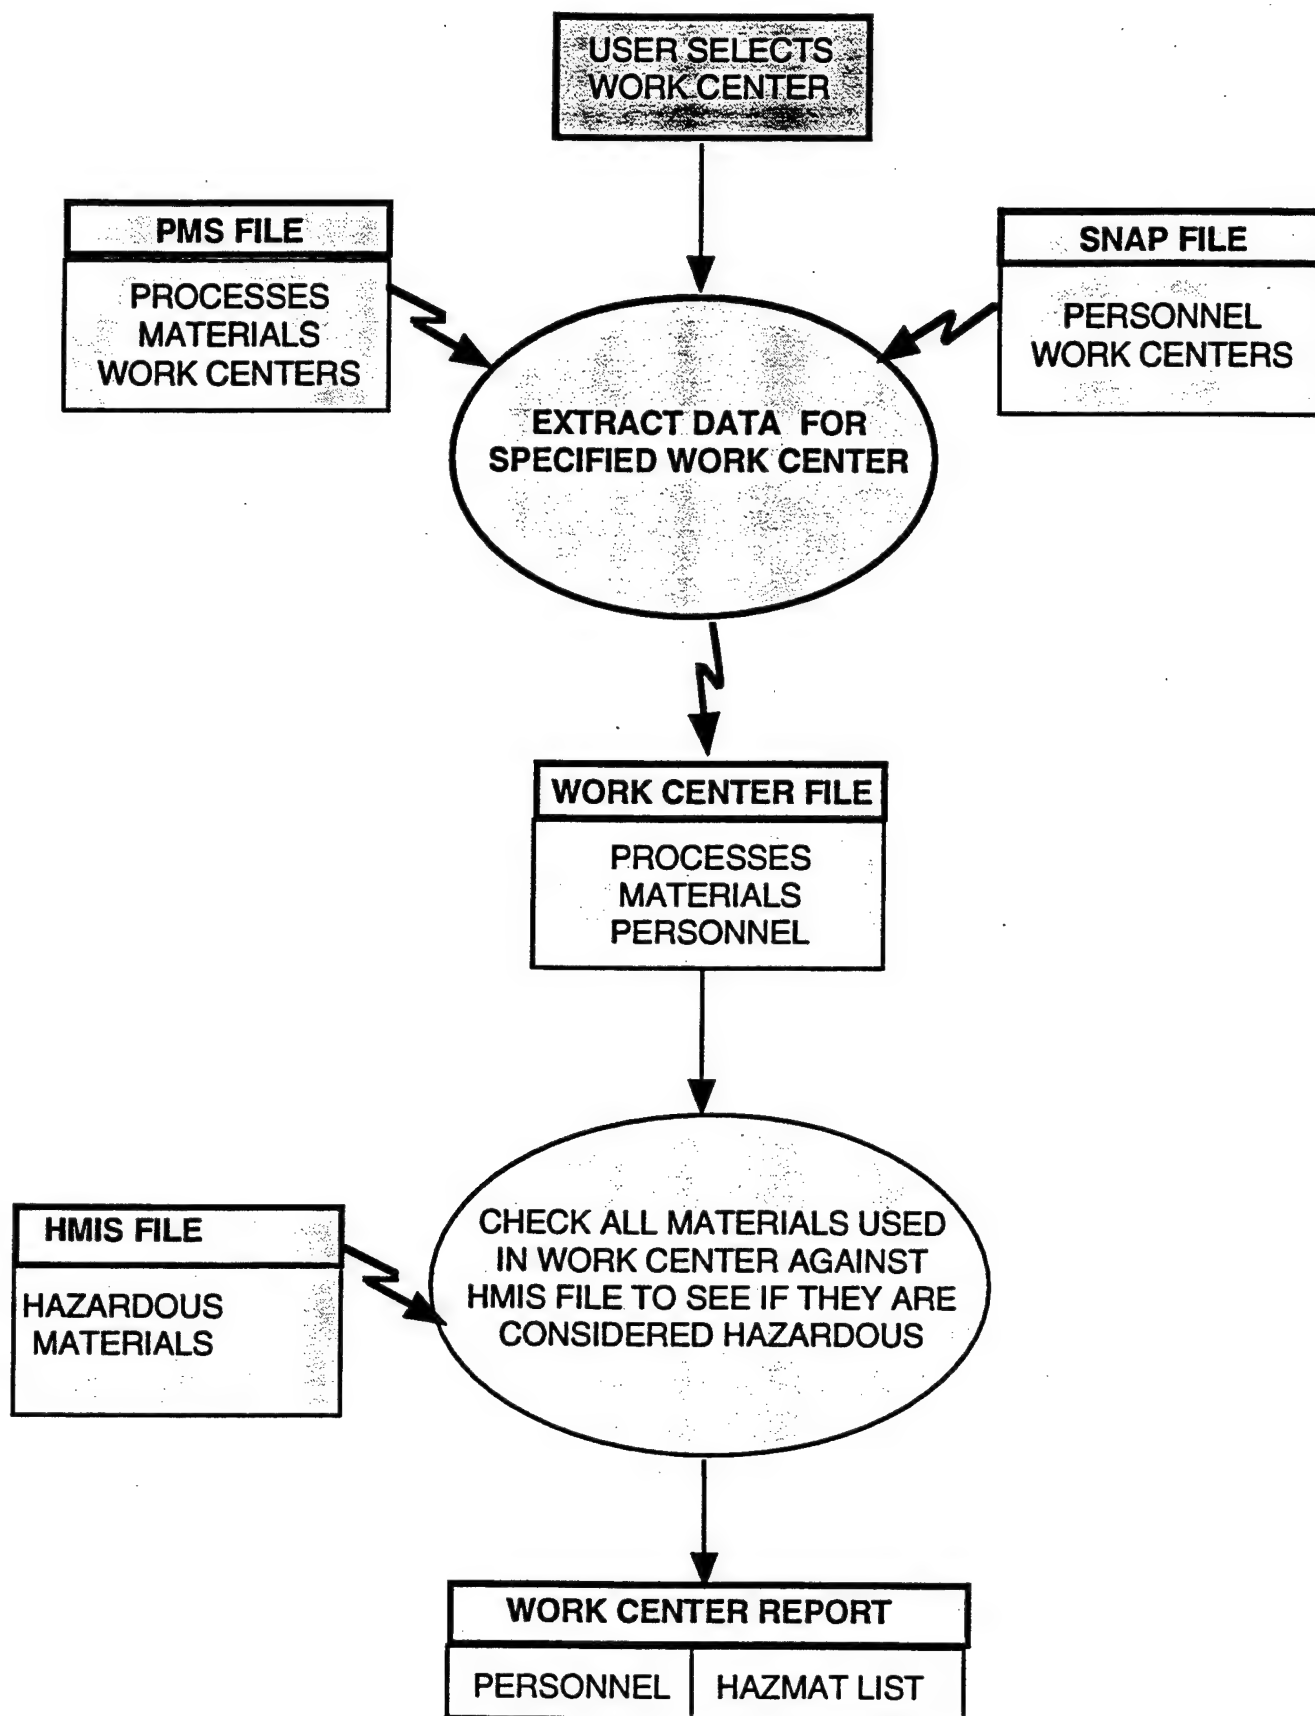 USER SELECTS
WORK CENTER
PMS FILE
PROCESSES
MATERIALS
WORK CENTERS
SNAP FILE
PERSONNEL
WORK CENTERS
EXTRACT DATA FOR
SPECIFIED WORK CENTER
WORK CENTER FILE
PROCESSES
MATERIALS
PERSONNEL
HMIS FILE
HAZARDOUS
MATERIALS
CHECK ALL MATERIALS USED
IN WORK CENTER AGAINST
HMIS FILE TO SEE IF THEY ARE
CONSIDERED HAZARDOUS
WORK CENTER REPORT
PERSONNEL
HAZMAT LIST